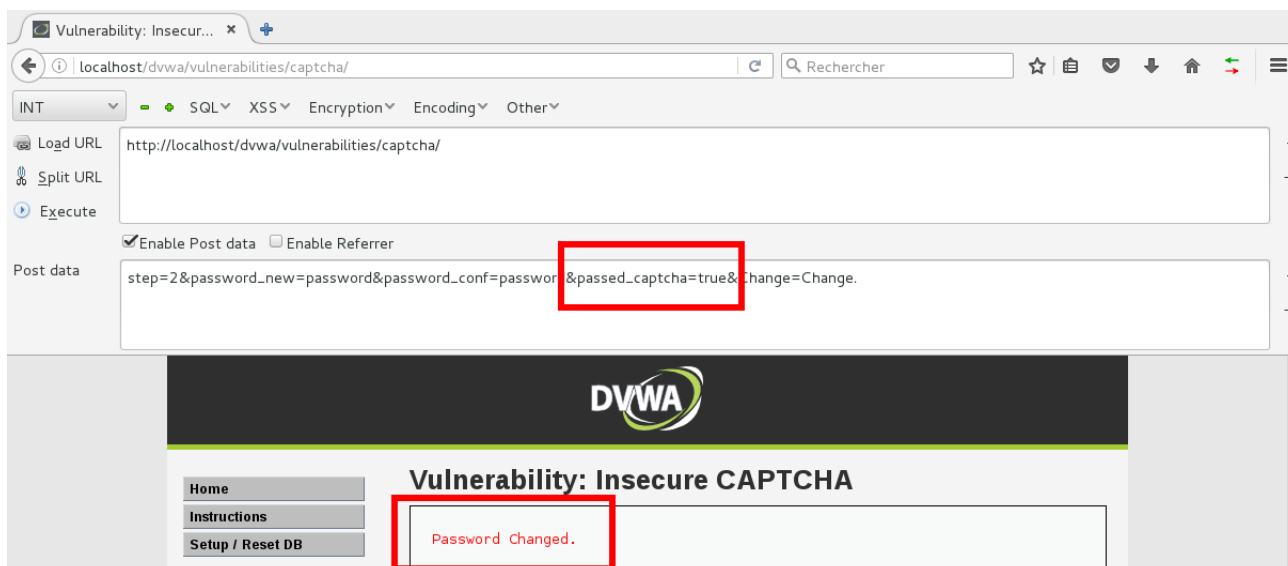 Vulnerability: Insecur... ×
localhost/dvwa/vulnerabilities/captcha/
Rechercher
INT
SQL XSS Encryption Encoding Other
Load URL
http://localhost/dvwa/vulnerabilities/captcha/
Split URL
Execute
Enable Post data Enable Referrer
Post data
step=2&password_new=password&password_conf=passwor &passed_captcha=true& hange=Change.
DVWA
Vulnerability: Insecure CAPTCHA
Home
Instructions
Password Changed.
Setup / Reset DB